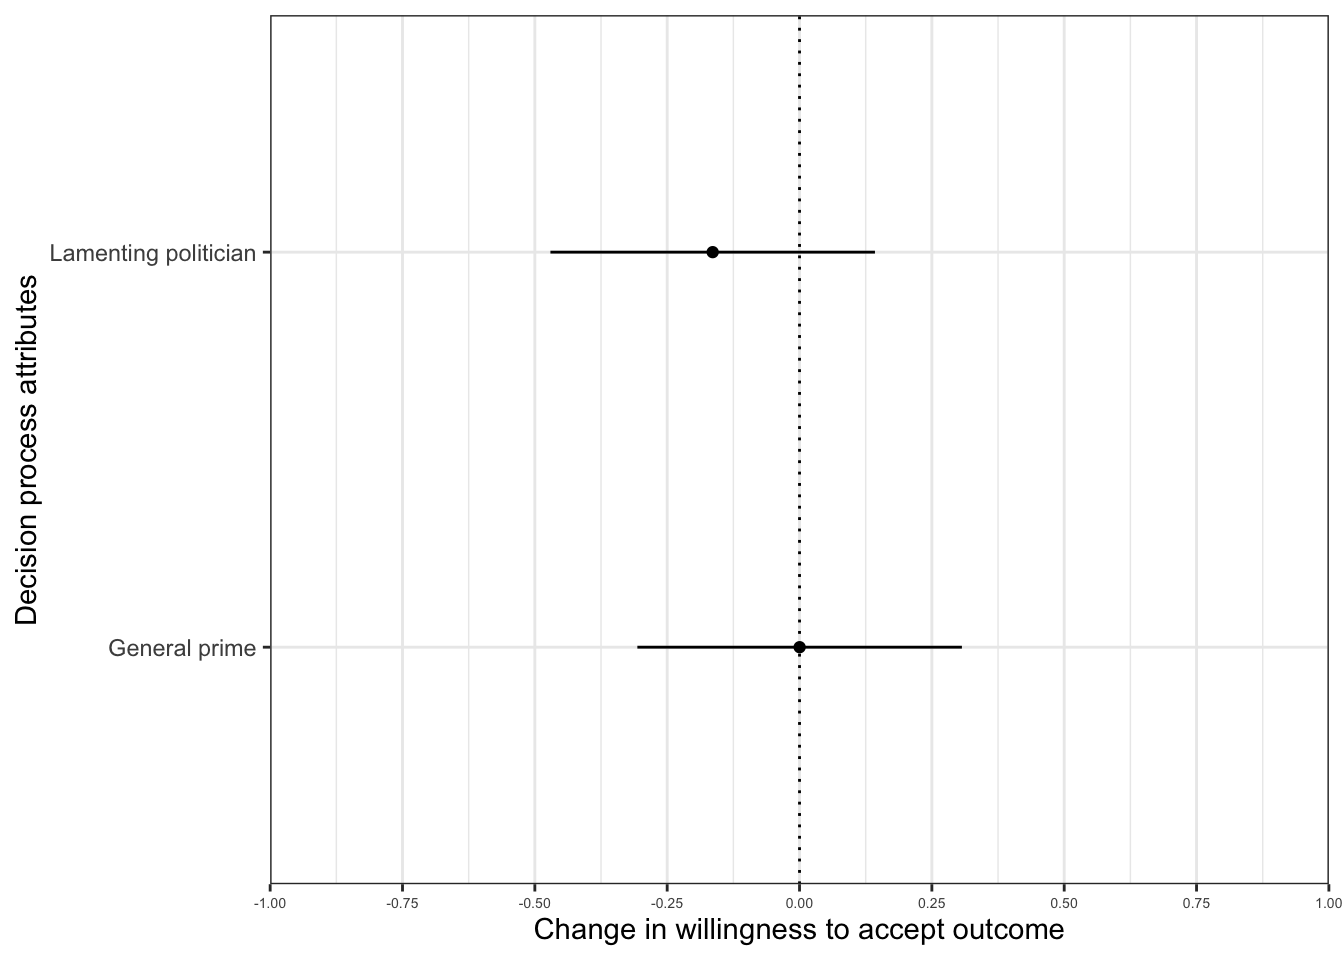 Decision process attributes
Lamenting politician
General prime
-1.00 -0.75 -0.50 -0.25 0.00 0.25 0.50 0.75 1.00
Change in willingness to accept outcome